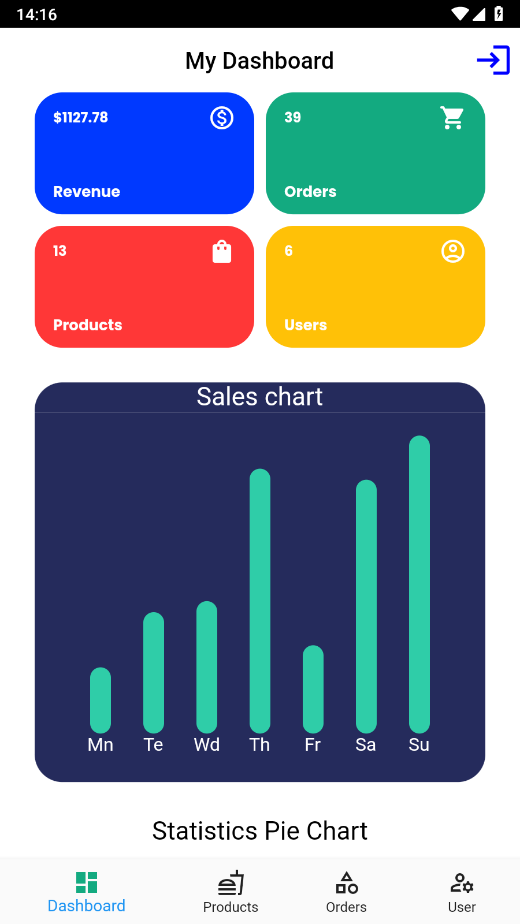 14:16
My Dashboard
$1127.78
39
Revenue
Orders
13
6
Products
Users
Sales chart
Mn Te Wd Th Fr Sa Su
Statistics Pie Chart
Dashboard Products Orders User